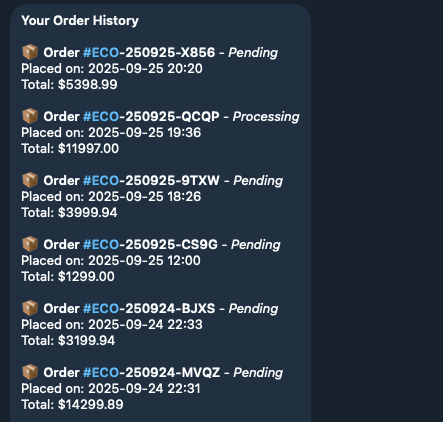 Your Order History
📦 Order #ECO-250925-X856 - Pending
Placed on: 2025-09-25 20:20
Total: $5398.99
📦 Order #ECO-250925-QCQP - Processing
Placed on: 2025-09-25 19:36
Total: $11997.00
📦 Order #ECO-250925-9TXW - Pending
Placed on: 2025-09-25 18:26
Total: $3999.94
📦 Order #ECO-250925-CS9G - Pending
Placed on: 2025-09-25 12:00
Total: $1299.00
📦 Order #ECO-250924-BJXS - Pending
Placed on: 2025-09-24 22:33
Total: $3199.94
📦 Order #ECO-250924-MVQZ - Pending
Placed on: 2025-09-24 22:31
Total: $14299.89